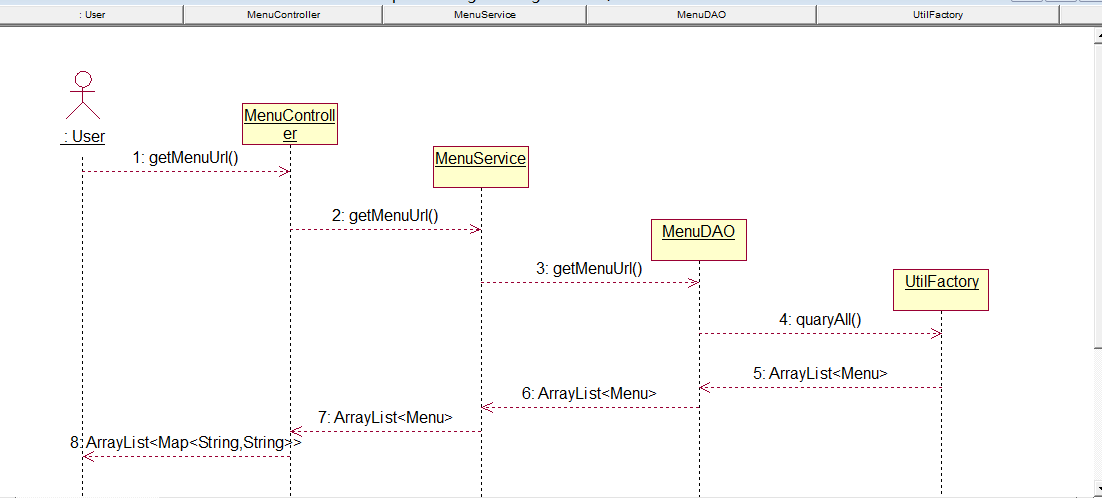 : User
MenuController
MenuService
MenuDAO
UtilFactory
: User
MenuControll
er
1: getMenuUrl()
MenuService
2: getMenuUrl()
MenuDAO
3: getMenuUrl()
UtilFactory
4: quaryAll()
5: ArrayList<Menu>
6: ArrayList<Menu>
7: ArrayList<Menu>
8: ArrayList<Map<String,String>>